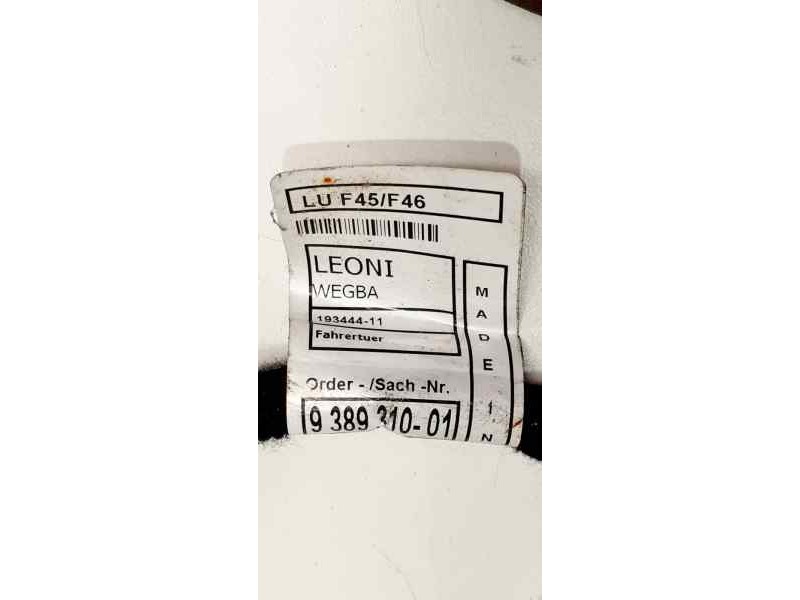 LU F45/F46
LEONI
WEGBA
193444-11
Fahrertuer
Order - /Sach -Nr.
9 389 310-01
MADE IN